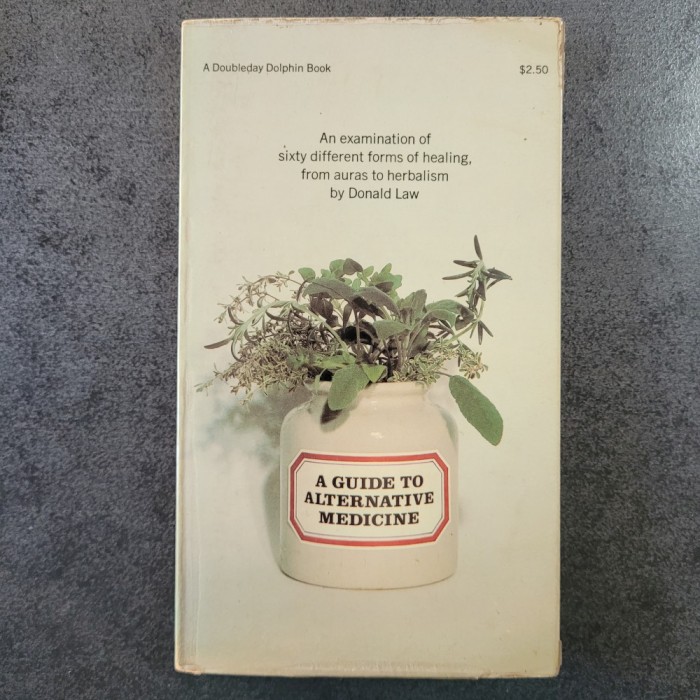 A Doubleday Dolphin Book
$2.50
An examination of
sixty different forms of healing,
from auras to herbalism
by Donald Law
A GUIDE TO
ALTERNATIVE
MEDICINE